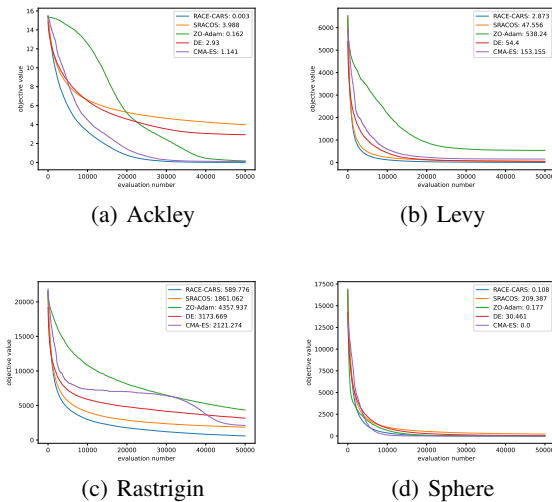 RACE-CARS: 0.003
SRACOS: 3.988
ZO-Adam: 0.162
DE: 2.93
CMA-ES: 1.141
objective value
16
14
12
10
8
6
4
2
0
0 10000 20000 30000 40000 50000
evaluation number
(a) Ackley
RACE-CARS: 2.873
SRACOS: 47.556
ZO-Adam: 538.24
DE: 54.4
CMA-ES: 153.155
objective value
6000
5000
4000
3000
2000
1000
0
0 10000 20000 30000 40000 50000
evaluation number
(b) Levy
RACE-CARS: 589.776
SRACOS: 1861.062
ZO-Adam: 4357.937
DE: 3173.669
CMA-ES: 2121.274
objective value
20000
15000
10000
5000
0
0 10000 20000 30000 40000 50000
evaluation number
(c) Rastrigin
RACE-CARS: 0.108
SRACOS: 209.387
ZO-Adam: 0.177
DE: 30.461
CMA-ES: 0.0
objective value
17500
15000
12500
10000
7500
5000
2500
0
0 10000 20000 30000 40000 50000
evaluation number
(d) Sphere